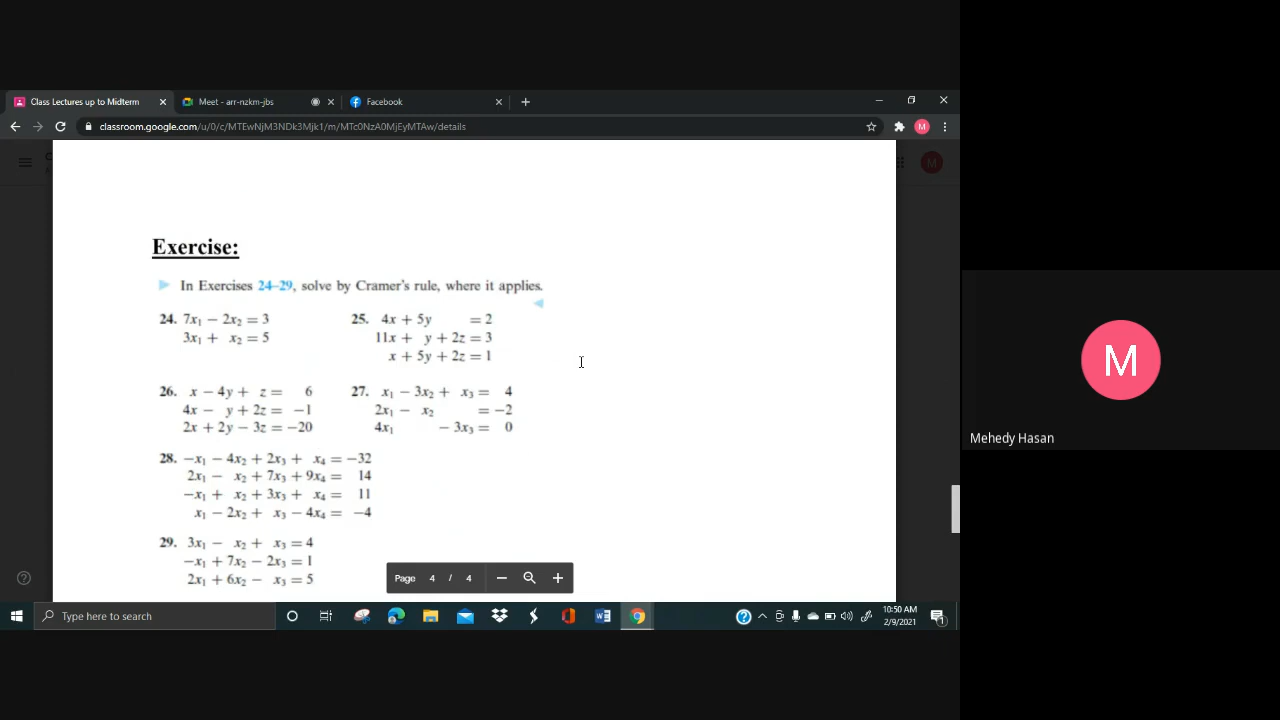 Class Lectures up to Midterm
Meet - arr-nzkm-jbs
Facebook
classroom.google.com/u/0/c/MTEwNjM3NDk3Mjk1/m/MTc0NzA0MjEyMTAw/details
M
Exercise:
In Exercises 24–29, solve by Cramer's rule, where it applies.
24. 7x₁ − 2x₂ = 3
3x₁ + x₂ = 5
25. 4x + 5y = 2
11x + y + 2z = 3
x + 5y + 2z = 1
26. x − 4y + z = 6
4x − y + 2z = −1
2x + 2y − 3z = −20
27. x₁ − 3x₂ + x₃ = 4
2x₁ − x₂ = −2
4x₁ − 3x₃ = 0
28. −x₁ − 4x₂ + 2x₃ + x₄ = −32
2x₁ − x₂ + 7x₃ + 9x₄ = 14
−x₁ + x₂ + 3x₃ + x₄ = 11
x₁ − 2x₂ + x₃ − 4x₄ = −4
29. 3x₁ − x₂ + x₃ = 4
−x₁ + 7x₂ − 2x₃ = 1
2x₁ + 6x₂ − x₃ = 5
Page 4 / 4
M
Mehedy Hasan
Type here to search
10:50 AM
2/9/2021